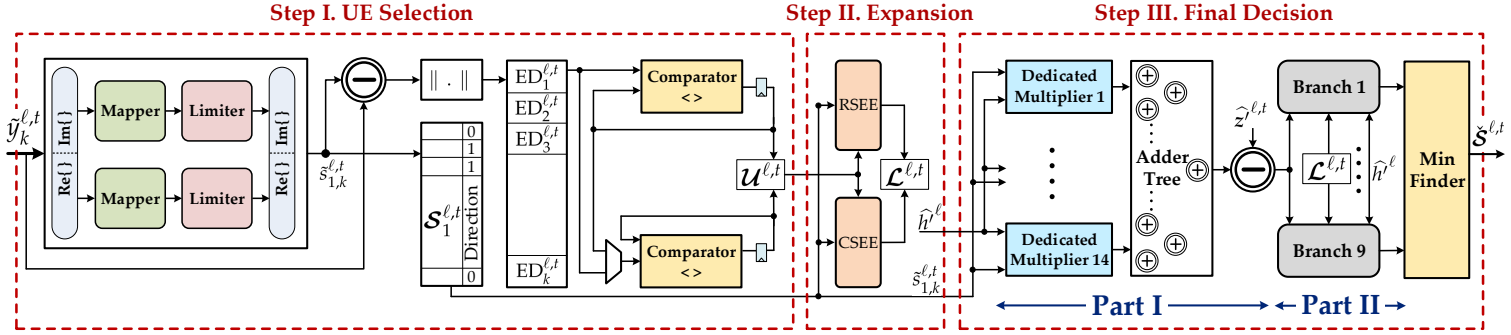 Step I. UE Selection
Step II. Expansion
Step III. Final Decision
ỹ_k^{ℓ,t}
Re{} Im{}
Mapper
Limiter
Mapper
Limiter
Re{} Im{}
s̃_{1,k}^{ℓ,t}
−
‖ . ‖
𝓢_1^{ℓ,t}
Direction
0
1
1
0
ED_1^{ℓ,t}
ED_2^{ℓ,t}
ED_3^{ℓ,t}
ED_k^{ℓ,t}
Comparator
< >
𝓤^{ℓ,t}
Comparator
< >
RSEE
𝓛^{ℓ,t}
CSEE
ĥ'^ℓ
s̃_{1,k}^{ℓ,t}
Dedicated
Multiplier 1
Dedicated
Multiplier 14
+
+
+
+
Adder
Tree
+
+
+
+
+
ẑ'^{ℓ,t}
−
Branch 1
𝓛^{ℓ,t}
ĥ'^ℓ
Branch 9
Min
Finder
š^{ℓ,t}
Part I
Part II